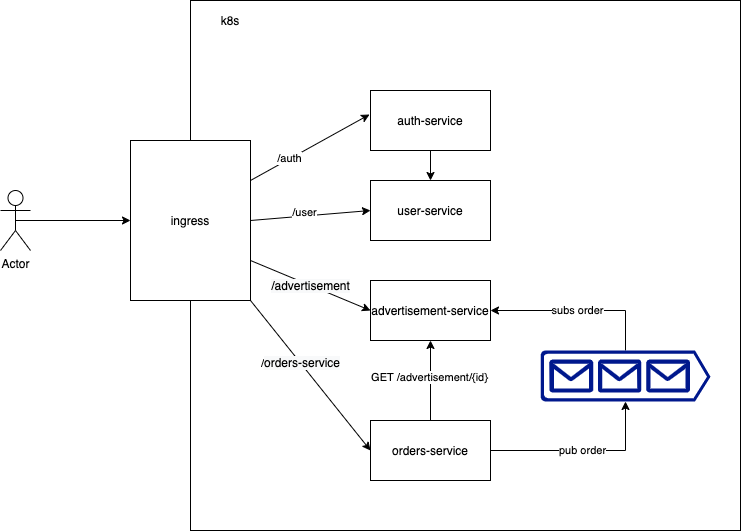 k8s
auth-service
/auth
ingress
/user
user-service
Actor
/advertisement
advertisement-service
subs order
/orders-service
GET /advertisement/{id}
orders-service
pub order